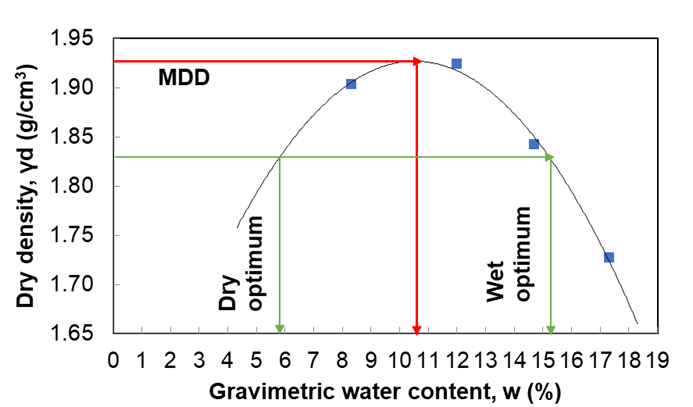 1.95
1.90
1.85
1.80
1.75
1.70
1.65
Dry density, γd (g/cm³)
MDD
Dry
optimum
Wet
optimum
0 1 2 3 4 5 6 7 8 9 10 11 12 13 14 15 16 17 18 19
Gravimetric water content, w (%)